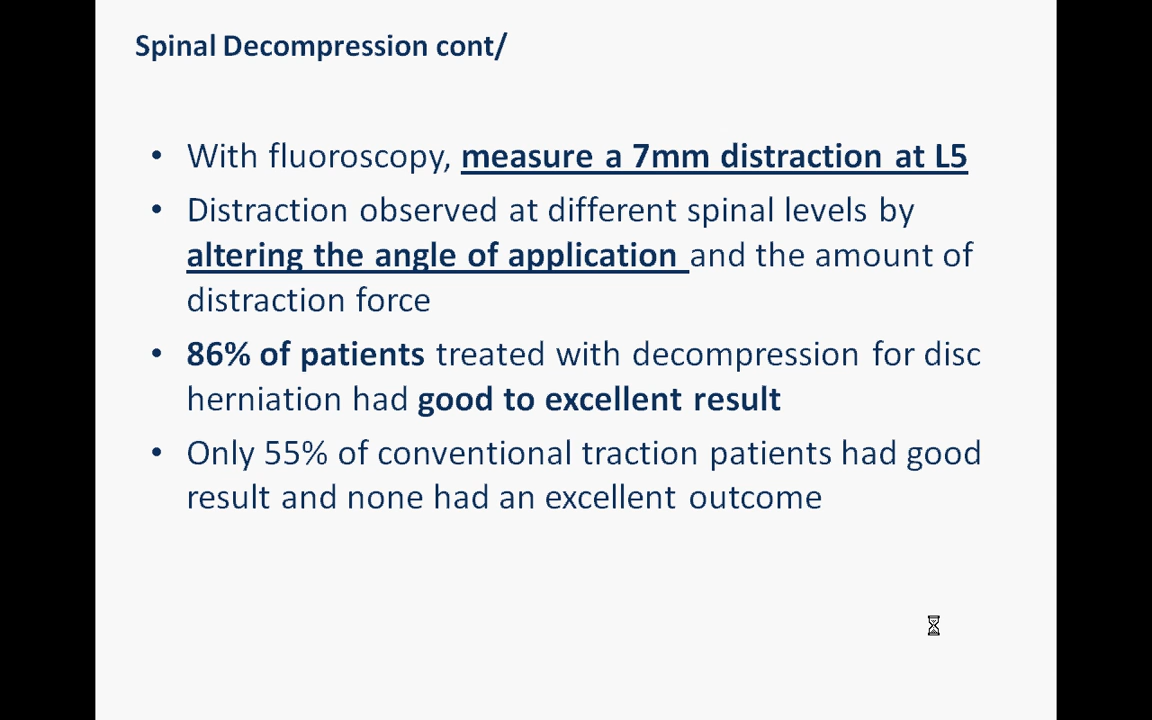 Spinal Decompression cont/
• With fluoroscopy, measure a 7mm distraction at L5
• Distraction observed at different spinal levels by
altering the angle of application and the amount of
distraction force
• 86% of patients treated with decompression for disc
herniation had good to excellent result
• Only 55% of conventional traction patients had good
result and none had an excellent outcome